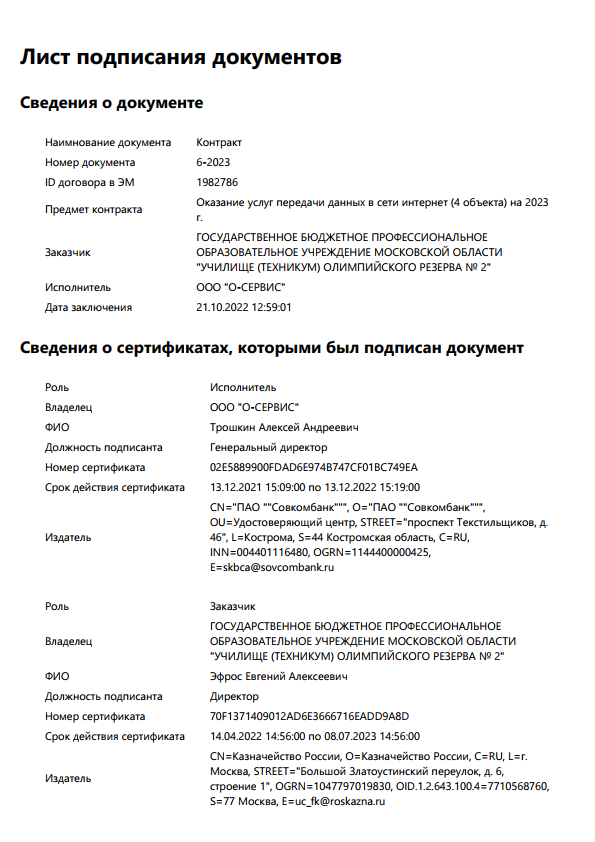 Лист подписания документов
Сведения о документе
Наимнование документа Контракт
Номер документа 6-2023
ID договора в ЭМ 1982786
Предмет контракта Оказание услуг передачи данных в сети интернет (4 объекта) на 2023
г.
Заказчик ГОСУДАРСТВЕННОЕ БЮДЖЕТНОЕ ПРОФЕССИОНАЛЬНОЕ
ОБРАЗОВАТЕЛЬНОЕ УЧРЕЖДЕНИЕ МОСКОВСКОЙ ОБЛАСТИ
"УЧИЛИЩЕ (ТЕХНИКУМ) ОЛИМПИЙСКОГО РЕЗЕРВА № 2"
Исполнитель ООО "О-СЕРВИС"
Дата заключения 21.10.2022 12:59:01
Сведения о сертификатах, которыми был подписан документ
Роль Исполнитель
Владелец ООО "О-СЕРВИС"
ФИО Трошкин Алексей Андреевич
Должность подписанта Генеральный директор
Номер сертификата 02E5889900FDAD6E974B747CF01BC749EA
Срок действия сертификата 13.12.2021 15:09:00 по 13.12.2022 15:19:00
Издатель CN="ПАО ""Совкомбанк""", O="ПАО ""Совкомбанк""",
OU=Удостоверяющий центр, STREET="проспект Текстильщиков, д.
46", L=Кострома, S=44 Костромская область, C=RU,
INN=004401116480, OGRN=1144400000425,
E=skbca@sovcombank.ru
Роль Заказчик
Владелец ГОСУДАРСТВЕННОЕ БЮДЖЕТНОЕ ПРОФЕССИОНАЛЬНОЕ
ОБРАЗОВАТЕЛЬНОЕ УЧРЕЖДЕНИЕ МОСКОВСКОЙ ОБЛАСТИ
"УЧИЛИЩЕ (ТЕХНИКУМ) ОЛИМПИЙСКОГО РЕЗЕРВА № 2"
ФИО Эфрос Евгений Алексеевич
Должность подписанта Директор
Номер сертификата 70F1371409012AD6E3666716EADD9A8D
Срок действия сертификата 14.04.2022 14:56:00 по 08.07.2023 14:56:00
Издатель CN=Казначейство России, O=Казначейство России, C=RU, L=г.
Москва, STREET="Большой Златоустинский переулок, д. 6,
строение 1", OGRN=1047797019830, OID.1.2.643.100.4=7710568760,
S=77 Москва, E=uc_fk@roskazna.ru